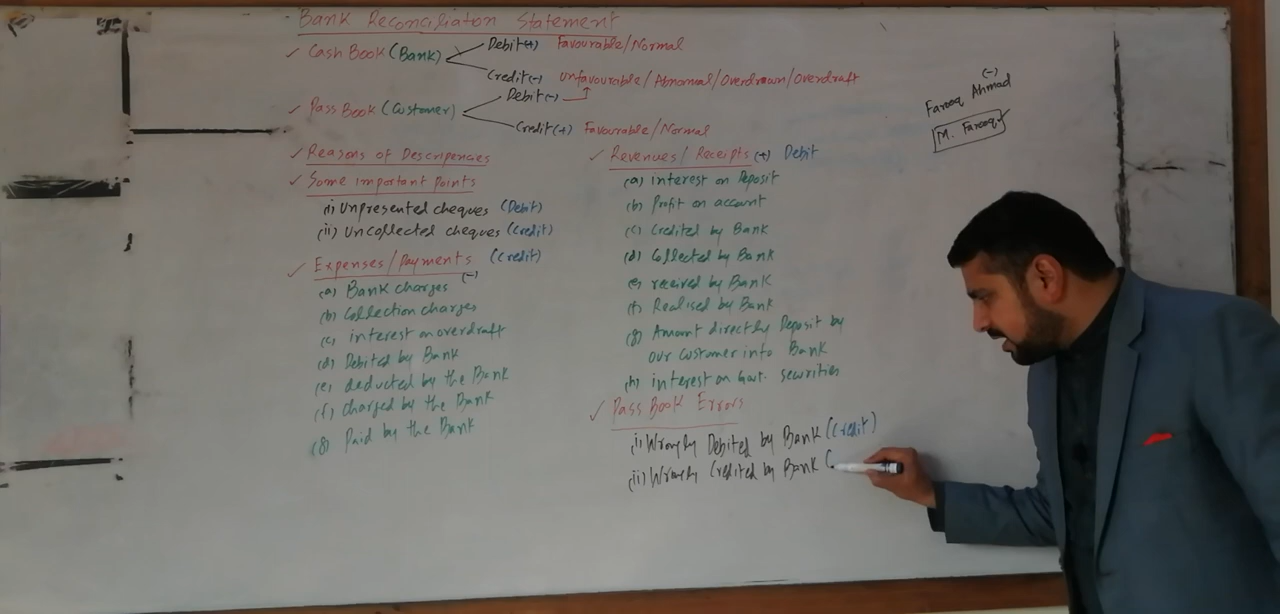 Bank Reconciliation Statement
✓ Cash Book (Bank)
Debit (+) Favourable/Normal
Credit (-) Unfavourable/Abnormal/Overdrawn/Overdraft
✓ Pass Book (Customer)
Debit (-)
Credit (+) Favourable/Normal
✓ Reasons of Descripencies
✓ Some important Points
(i) Unpresented cheques (Debit)
(ii) Uncollected cheques (Credit)
✓ Expenses/Payments (Credit)
(-)
(a) Bank charges
(b) Collection charges
(c) interest on overdraft
(d) Debited by Bank
(e) deducted by the Bank
(f) Charged by the Bank
(g) Paid by the Bank
✓ Revenues/Receipts (+) Debit
(a) interest on Deposit
(b) Profit on account
(c) Credited by Bank
(d) Collected by Bank
(e) received by Bank
(f) Realised by Bank
(g) Amount directly Deposit by
our customer into Bank
(h) interest on Govt. securities
✓ Pass Book Errors
(i) Wrongly Debited by Bank (Credit)
(ii) Wrongly Credited by Bank (
(-)
Farooq Ahmad
M. Farooq